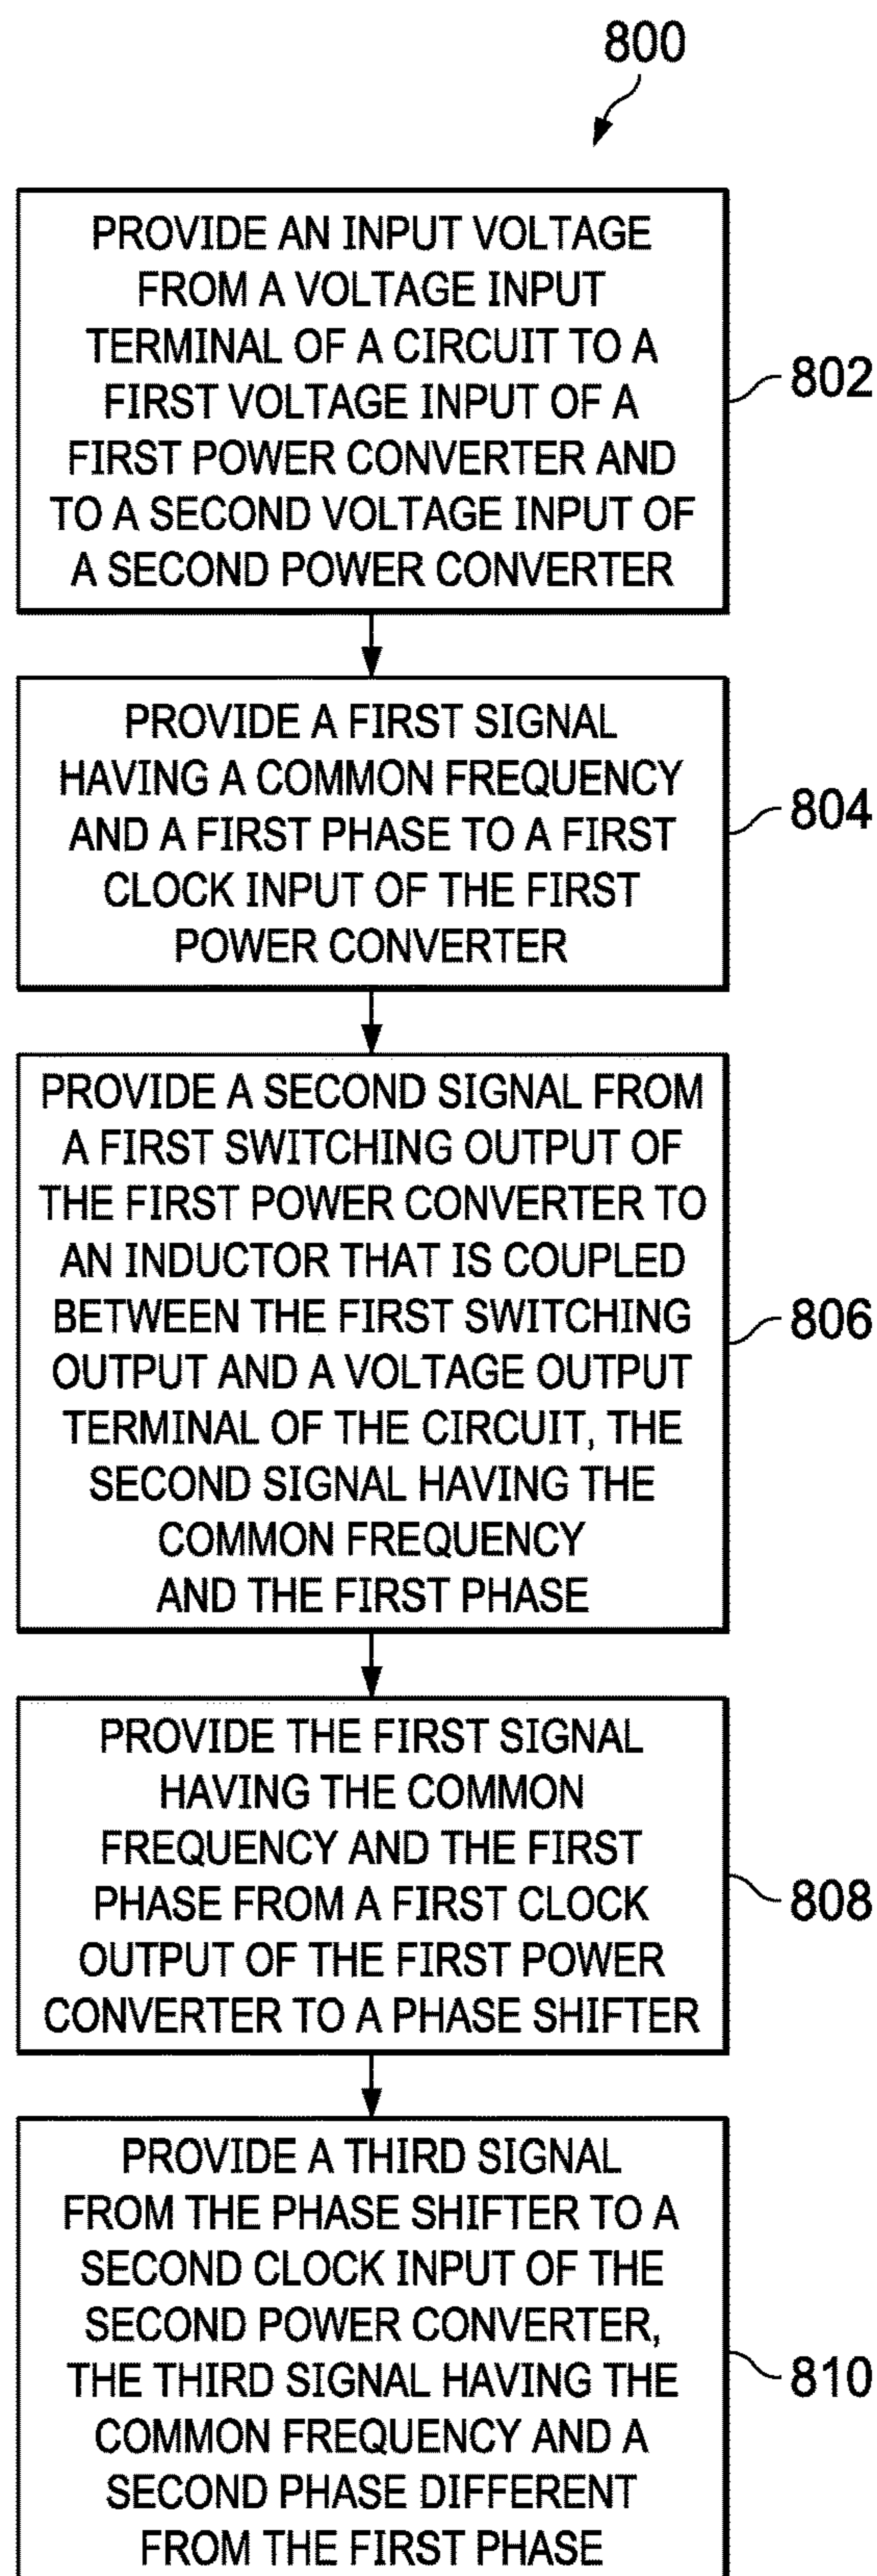 800
PROVIDE AN INPUT VOLTAGE
FROM A VOLTAGE INPUT
TERMINAL OF A CIRCUIT TO A
FIRST VOLTAGE INPUT OF A
FIRST POWER CONVERTER AND
TO A SECOND VOLTAGE INPUT OF
A SECOND POWER CONVERTER
802
PROVIDE A FIRST SIGNAL
HAVING A COMMON FREQUENCY
AND A FIRST PHASE TO A FIRST
CLOCK INPUT OF THE FIRST
POWER CONVERTER
804
PROVIDE A SECOND SIGNAL FROM
A FIRST SWITCHING OUTPUT OF
THE FIRST POWER CONVERTER TO
AN INDUCTOR THAT IS COUPLED
BETWEEN THE FIRST SWITCHING
OUTPUT AND A VOLTAGE OUTPUT
TERMINAL OF THE CIRCUIT, THE
SECOND SIGNAL HAVING THE
COMMON FREQUENCY
AND THE FIRST PHASE
806
PROVIDE THE FIRST SIGNAL
HAVING THE COMMON
FREQUENCY AND THE FIRST
PHASE FROM A FIRST CLOCK
OUTPUT OF THE FIRST POWER
CONVERTER TO A PHASE SHIFTER
808
PROVIDE A THIRD SIGNAL
FROM THE PHASE SHIFTER TO A
SECOND CLOCK INPUT OF THE
SECOND POWER CONVERTER,
THE THIRD SIGNAL HAVING THE
COMMON FREQUENCY AND A
SECOND PHASE DIFFERENT
FROM THE FIRST PHASE
810